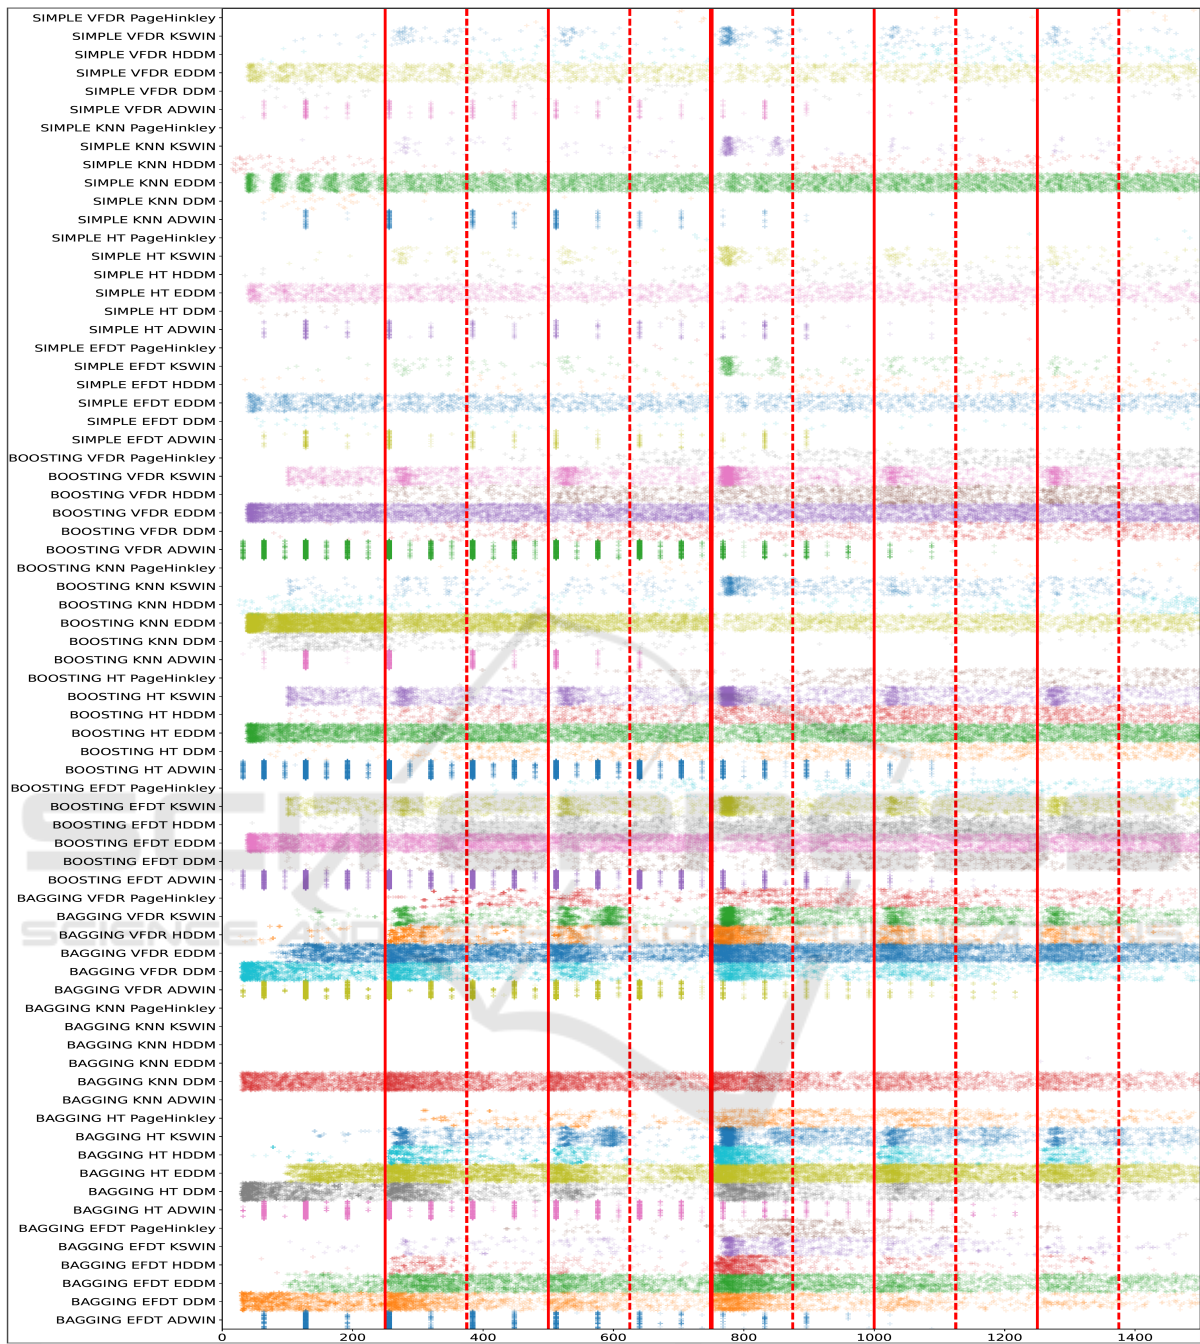 SIMPLE VFDR PageHinkley
SIMPLE VFDR KSWIN
SIMPLE VFDR HDDM
SIMPLE VFDR EDDM
SIMPLE VFDR DDM
SIMPLE VFDR ADWIN
SIMPLE KNN PageHinkley
SIMPLE KNN KSWIN
SIMPLE KNN HDDM
SIMPLE KNN EDDM
SIMPLE KNN DDM
SIMPLE KNN ADWIN
SIMPLE HT PageHinkley
SIMPLE HT KSWIN
SIMPLE HT HDDM
SIMPLE HT EDDM
SIMPLE HT DDM
SIMPLE HT ADWIN
SIMPLE EFDT PageHinkley
SIMPLE EFDT KSWIN
SIMPLE EFDT HDDM
SIMPLE EFDT EDDM
SIMPLE EFDT DDM
SIMPLE EFDT ADWIN
BOOSTING VFDR PageHinkley
BOOSTING VFDR KSWIN
BOOSTING VFDR HDDM
BOOSTING VFDR EDDM
BOOSTING VFDR DDM
BOOSTING VFDR ADWIN
BOOSTING KNN PageHinkley
BOOSTING KNN KSWIN
BOOSTING KNN HDDM
BOOSTING KNN EDDM
BOOSTING KNN DDM
BOOSTING KNN ADWIN
BOOSTING HT PageHinkley
BOOSTING HT KSWIN
BOOSTING HT HDDM
BOOSTING HT EDDM
BOOSTING HT DDM
BOOSTING HT ADWIN
BOOSTING EFDT PageHinkley
BOOSTING EFDT KSWIN
BOOSTING EFDT HDDM
BOOSTING EFDT EDDM
BOOSTING EFDT DDM
BOOSTING EFDT ADWIN
BAGGING VFDR PageHinkley
BAGGING VFDR KSWIN
BAGGING VFDR HDDM
BAGGING VFDR EDDM
BAGGING VFDR DDM
BAGGING VFDR ADWIN
BAGGING KNN PageHinkley
BAGGING KNN KSWIN
BAGGING KNN HDDM
BAGGING KNN EDDM
BAGGING KNN DDM
BAGGING KNN ADWIN
BAGGING HT PageHinkley
BAGGING HT KSWIN
BAGGING HT HDDM
BAGGING HT EDDM
BAGGING HT DDM
BAGGING HT ADWIN
BAGGING EFDT PageHinkley
BAGGING EFDT KSWIN
BAGGING EFDT HDDM
BAGGING EFDT EDDM
BAGGING EFDT DDM
BAGGING EFDT ADWIN
0 200 400 600 800 1000 1200 1400
SCITEPRESS
SCIENCE AND TECHNOLOGY PUBLICATIONS